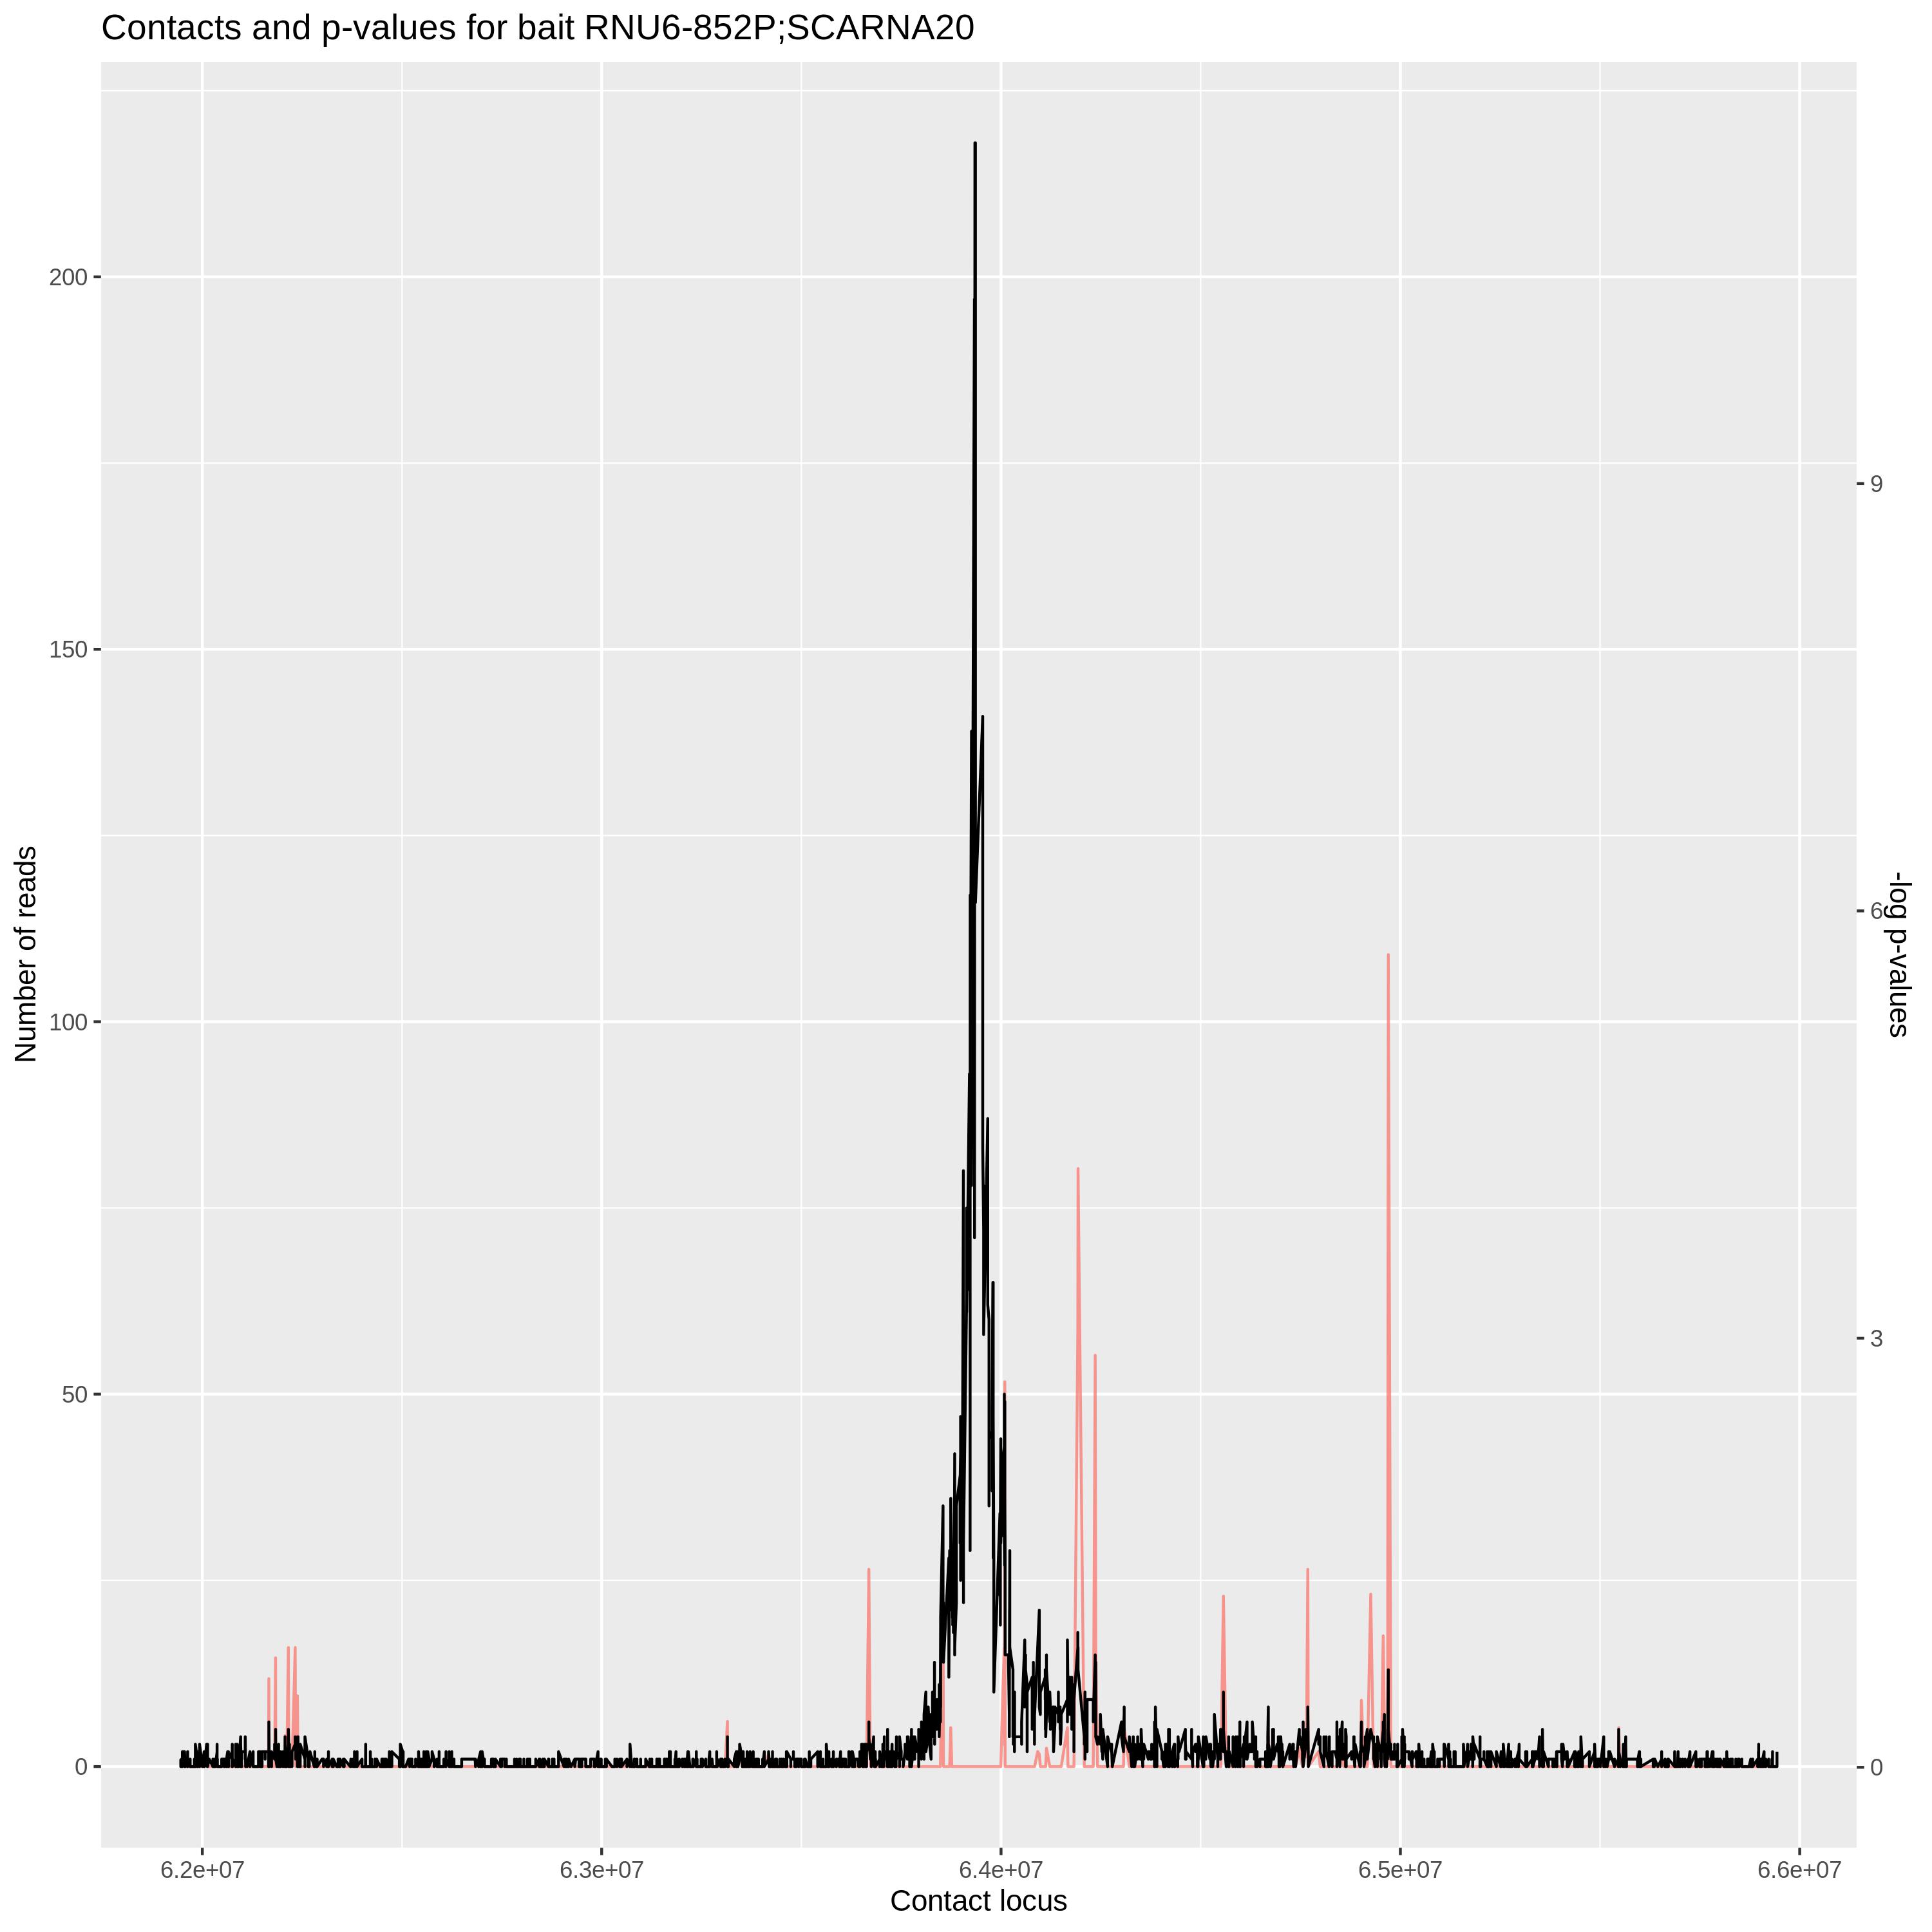 Contacts and p-values for bait RNU6-852P;SCARNA20
Number of reads
200
150
100
50
0
9
6
3
0
-log p-values
6.2e+07
6.3e+07
6.4e+07
6.5e+07
6.6e+07
Contact locus